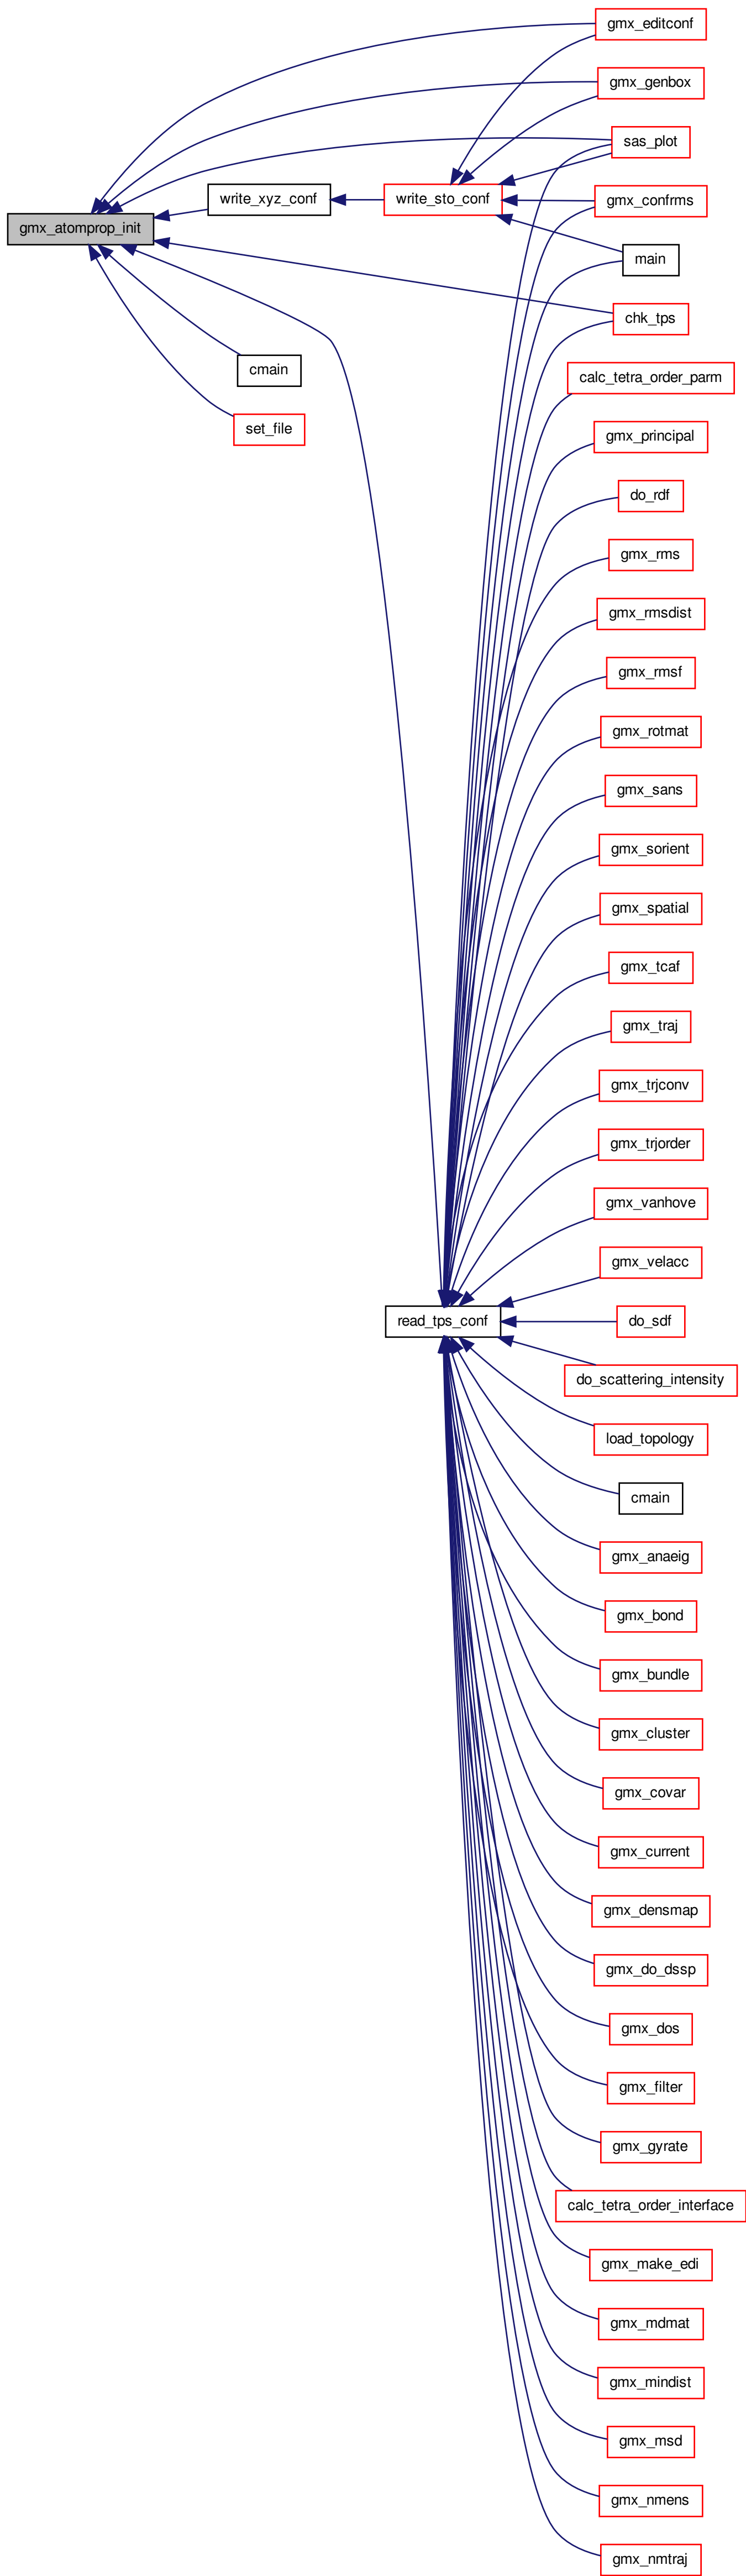 gmx_editconf
gmx_genbox
sas_plot
write_xyz_conf
write_sto_conf
gmx_confrms
gmx_atomprop_init
main
chk_tps
cmain
calc_tetra_order_parm
set_file
gmx_principal
do_rdf
gmx_rms
gmx_rmsdist
gmx_rmsf
gmx_rotmat
gmx_sans
gmx_sorient
gmx_spatial
gmx_tcaf
gmx_traj
gmx_trjconv
gmx_trjorder
gmx_vanhove
gmx_velacc
read_tps_conf
do_sdf
do_scattering_intensity
load_topology
cmain
gmx_anaeig
gmx_bond
gmx_bundle
gmx_cluster
gmx_covar
gmx_current
gmx_densmap
gmx_do_dssp
gmx_dos
gmx_filter
gmx_gyrate
calc_tetra_order_interface
gmx_make_edi
gmx_mdmat
gmx_mindist
gmx_msd
gmx_nmens
gmx_nmtraj